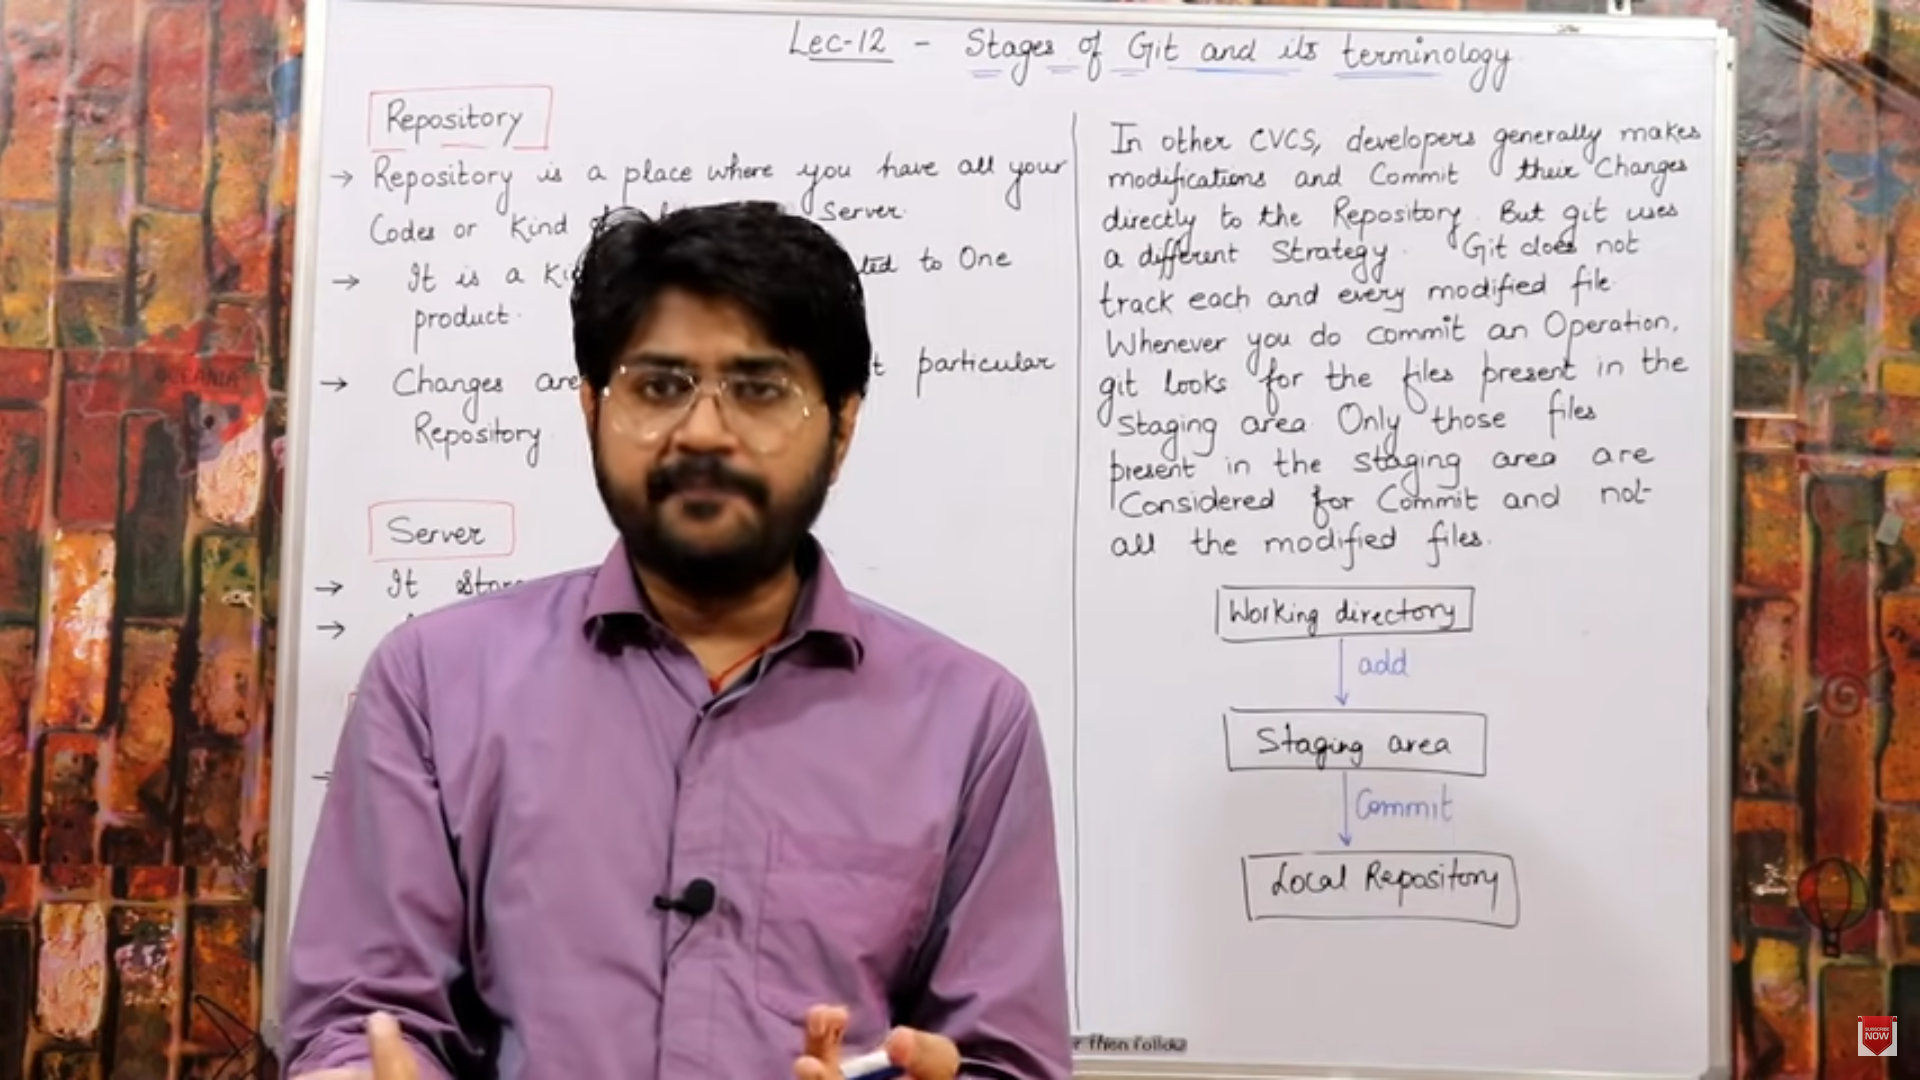 Lec-12 - Stages of Git and its terminology
Repository
→ Repository is a place where you have all your
Codes or Kind of Server.
→ It is a Ki ted to One
product.
→ Changes are t particular
Repository
Server
→ It Store
→
In other CVCS, developers generally makes
modifications and Commit their Changes
directly to the Repository. But git uses
a different Strategy. Git does not
track each and every modified file.
Whenever you do commit an Operation,
git looks for the files present in the
Staging area. Only those files
present in the staging area are
Considered for Commit and not
all the modified files.
Working directory
add
Staging area
Commit
Local Repository
SUBSCRIBE
NOW